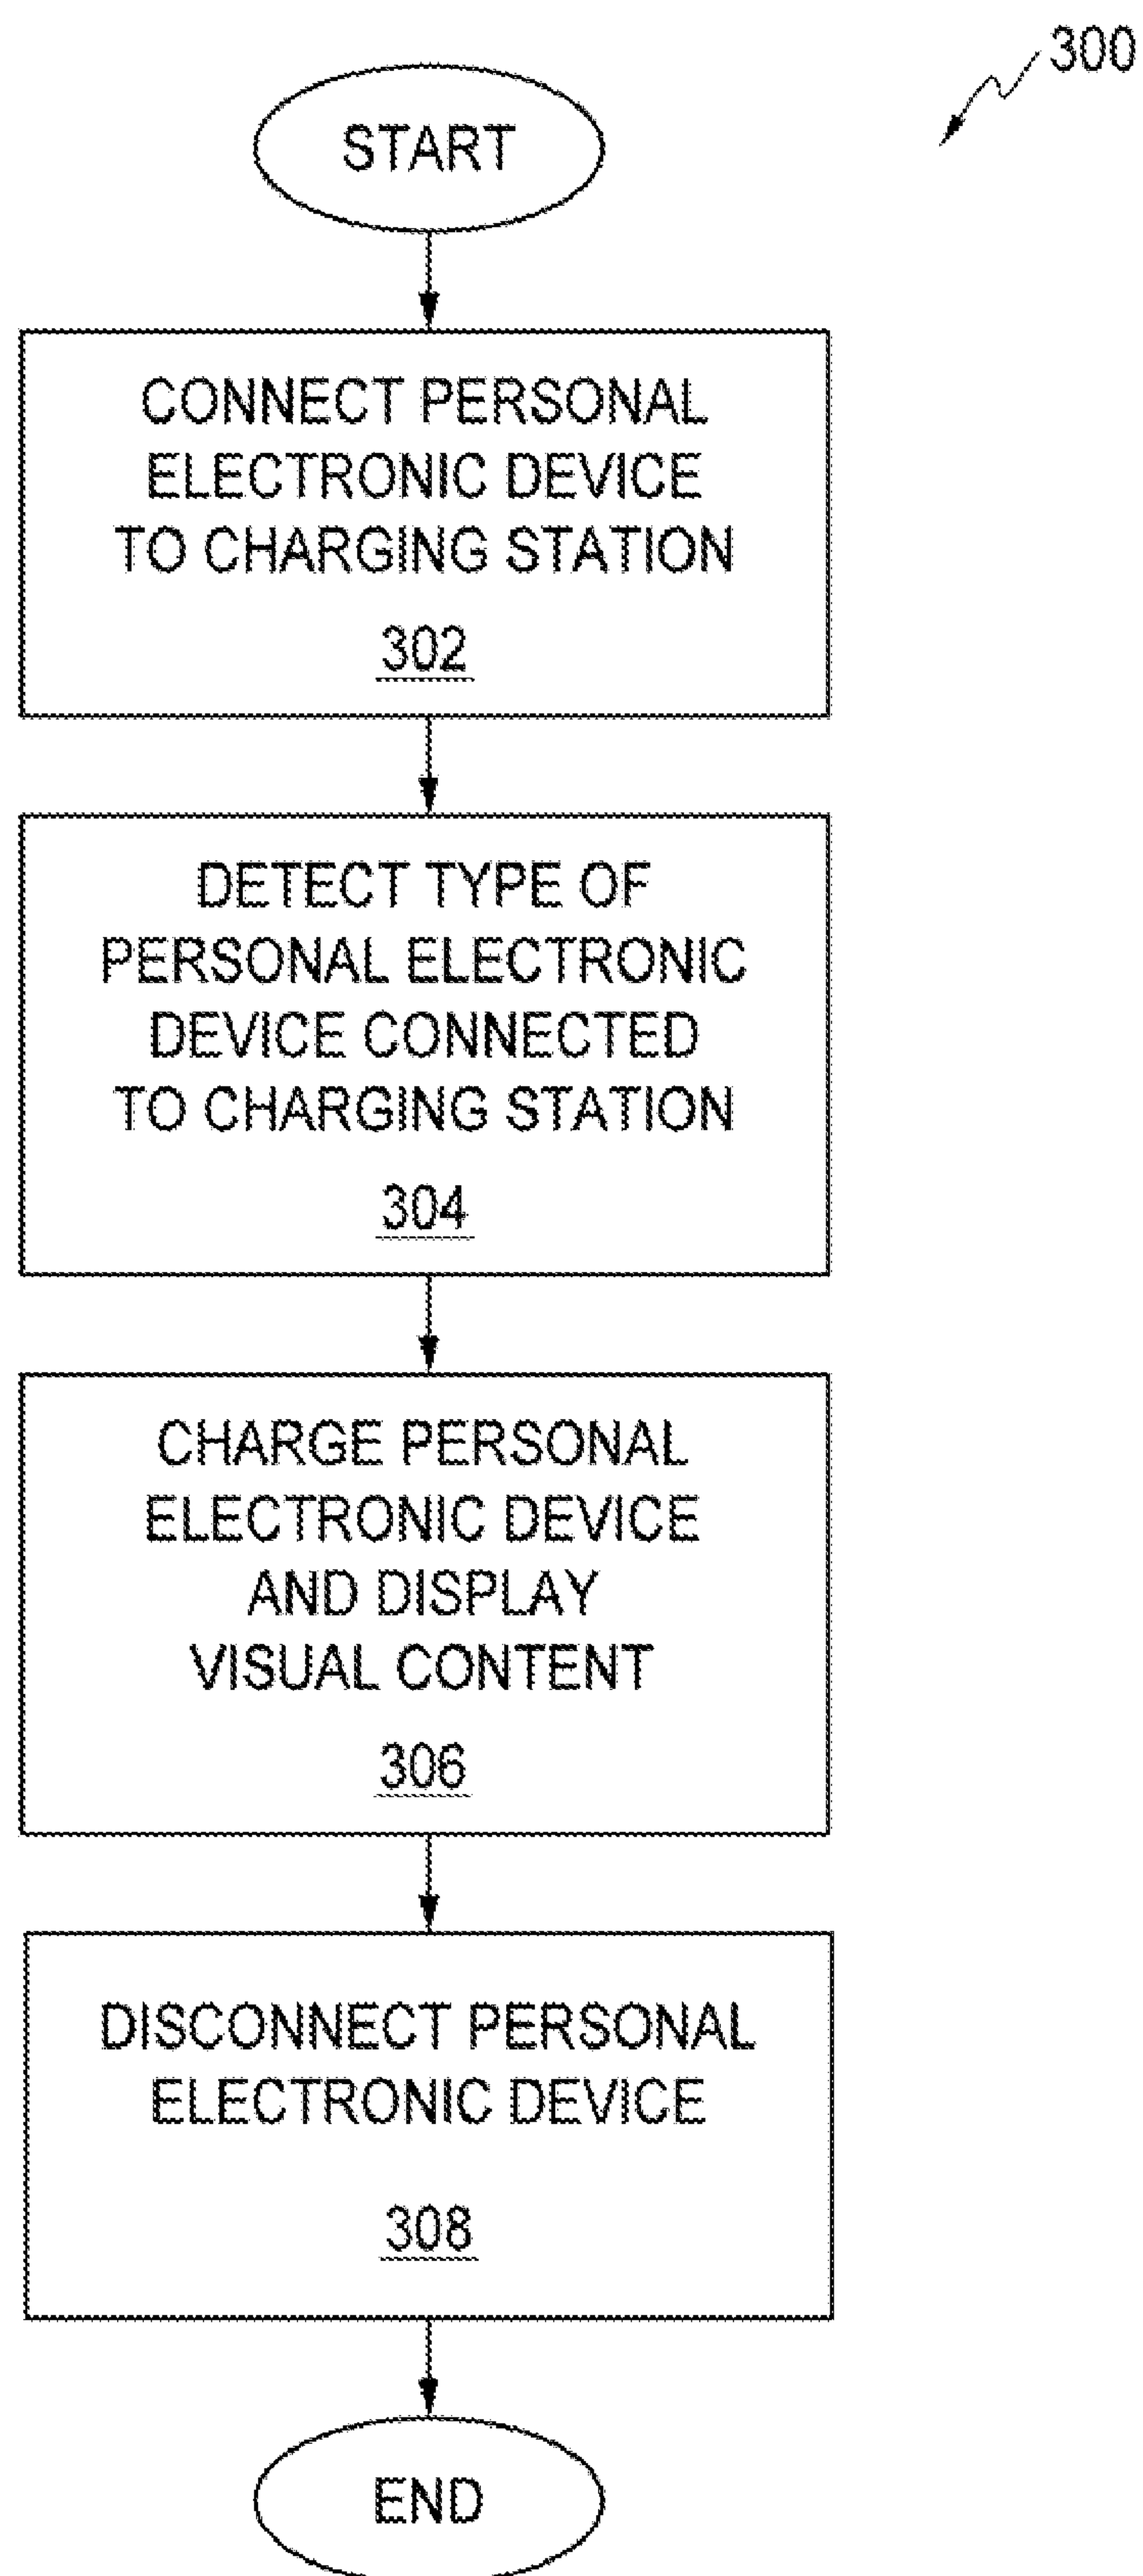 300
START
CONNECT PERSONAL
ELECTRONIC DEVICE
TO CHARGING STATION
302
DETECT TYPE OF
PERSONAL ELECTRONIC
DEVICE CONNECTED
TO CHARGING STATION
304
CHARGE PERSONAL
ELECTRONIC DEVICE
AND DISPLAY
VISUAL CONTENT
306
DISCONNECT PERSONAL
ELECTRONIC DEVICE
308
END